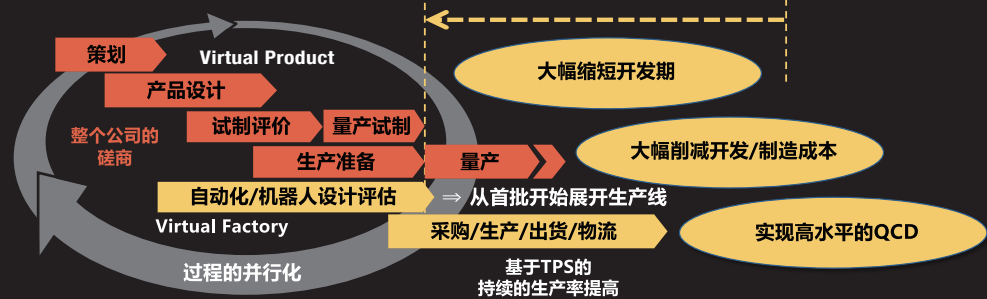 策划
Virtual Product
大幅缩短开发期
产品设计
整个公司的
磋商
试制评价
量产试制
生产准备
量产
大幅削减开发/制造成本
自动化/机器人设计评估
⇒ 从首批开始展开生产线
Virtual Factory
采购/生产/出货/物流
实现高水平的QCD
过程的并行化
基于TPS的
持续的生产率提高